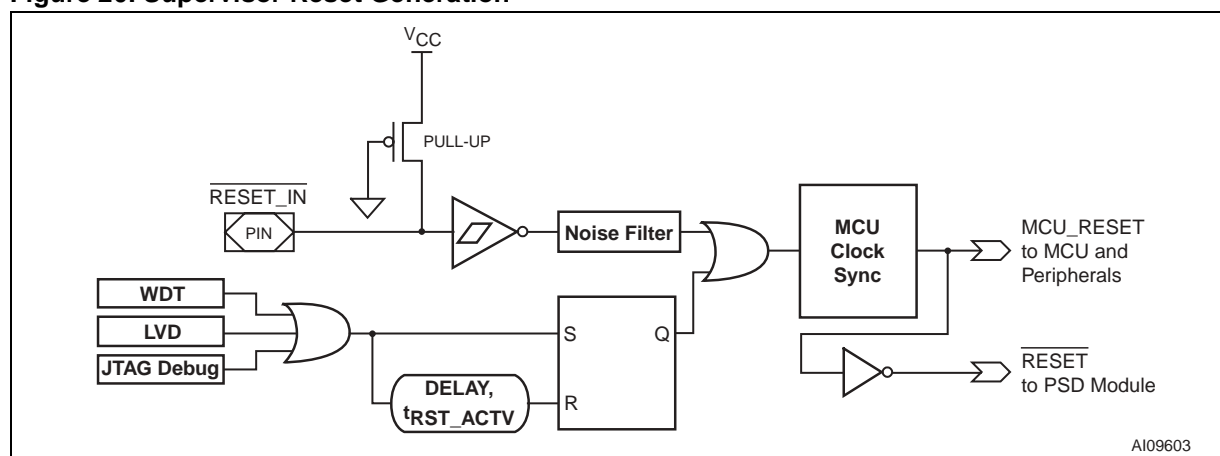 Figure 20. Supervisor Reset Generation
VCC
PULL-UP
RESET_IN
PIN
Noise Filter
MCU
Clock
Sync
MCU_RESET
to MCU and
Peripherals
WDT
LVD
JTAG Debug
S
Q
R
DELAY,
tRST_ACTV
RESET
to PSD Module
AI09603